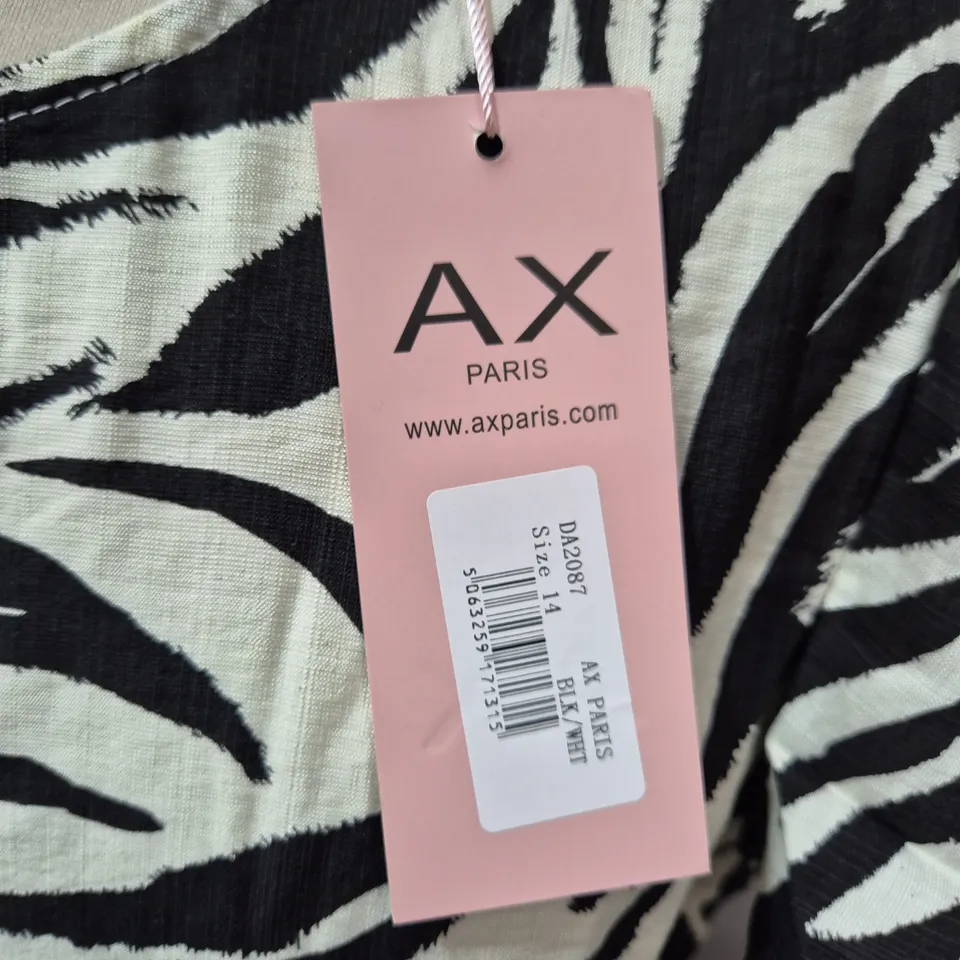 AX
PARIS
www.axparis.com
DA2087 AX PARIS
Size 14 BLK/WHT
5063259171315